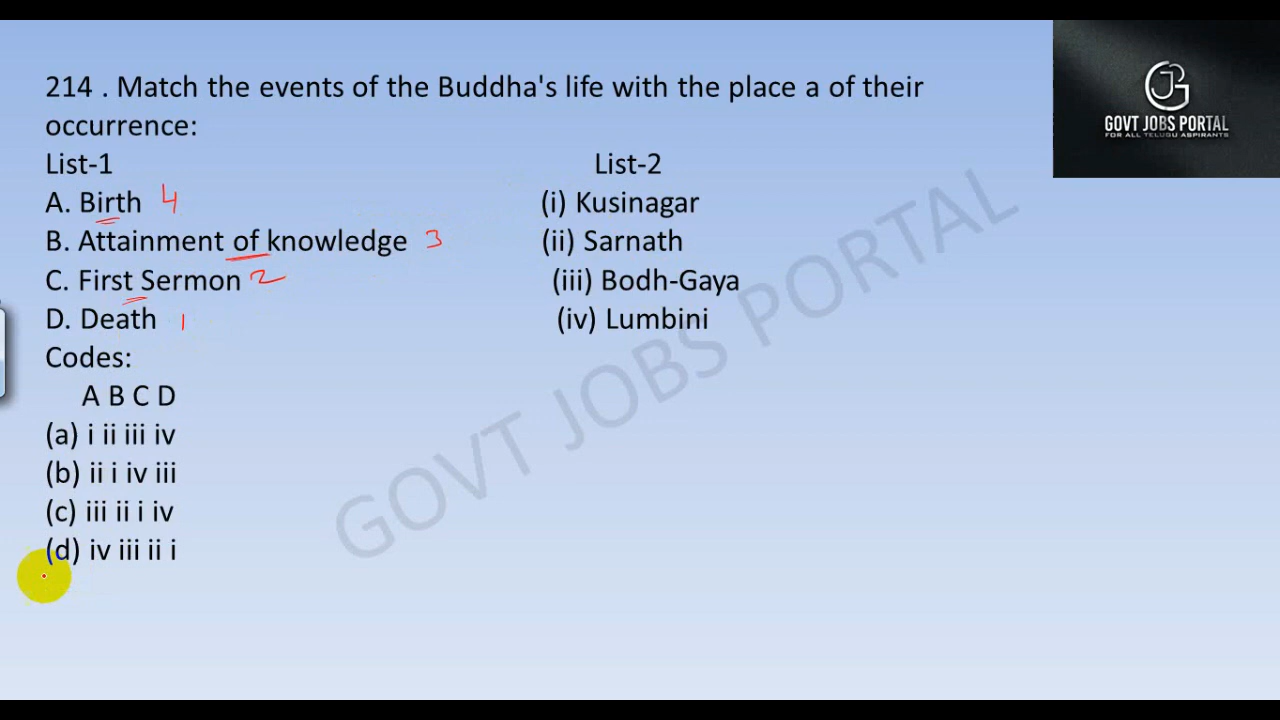 214 . Match the events of the Buddha's life with the place a of their
occurrence:
List-1 List-2
A. Birth 4 (i) Kusinagar
B. Attainment of knowledge 3 (ii) Sarnath
C. First Sermon 2 (iii) Bodh-Gaya
D. Death 1 (iv) Lumbini
Codes:
A B C D
(a) i ii iii iv
(b) ii i iv iii
(c) iii ii i iv
(d) iv iii ii i
GOVT JOBS PORTAL
FOR ALL TELUGU ASPIRANTS
GOVT JOBS PORTAL